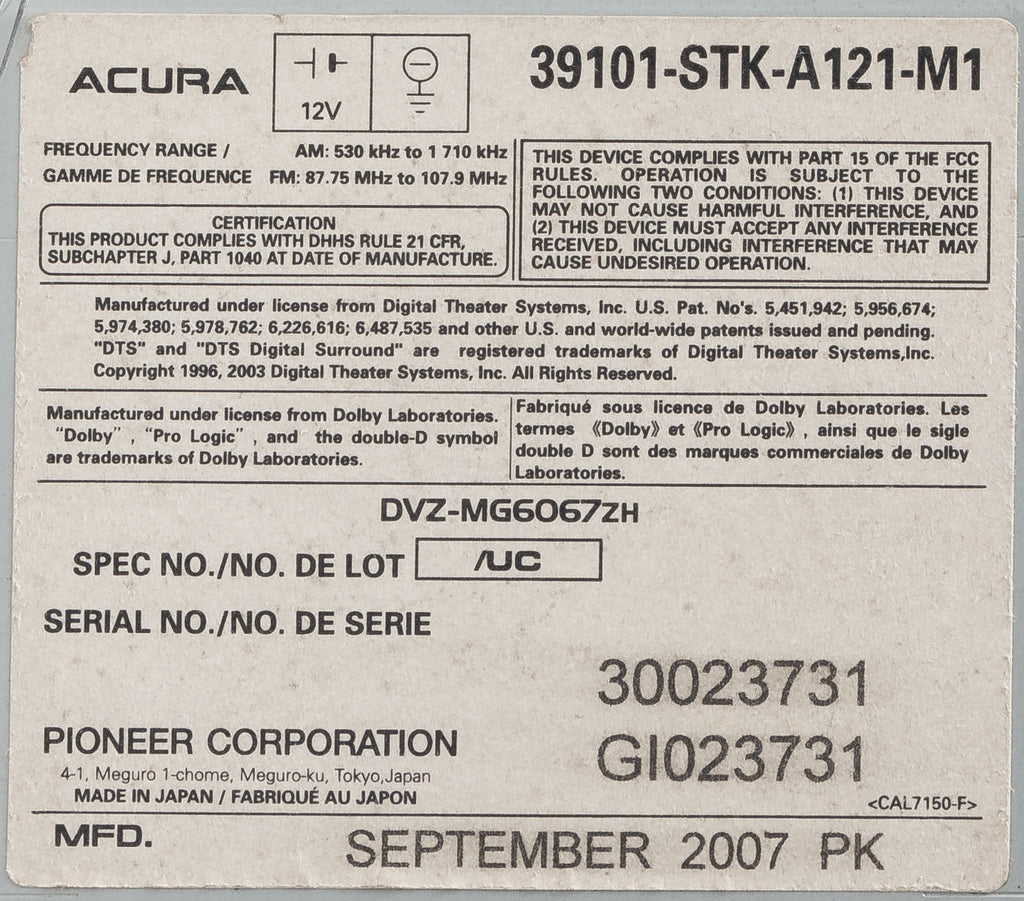 ACURA
12V
39101-STK-A121-M1
FREQUENCY RANGE / AM: 530 kHz to 1 710 kHz
GAMME DE FREQUENCE FM: 87.75 MHz to 107.9 MHz
CERTIFICATION
THIS PRODUCT COMPLIES WITH DHHS RULE 21 CFR,
SUBCHAPTER J, PART 1040 AT DATE OF MANUFACTURE.
THIS DEVICE COMPLIES WITH PART 15 OF THE FCC
RULES. OPERATION IS SUBJECT TO THE
FOLLOWING TWO CONDITIONS: (1) THIS DEVICE
MAY NOT CAUSE HARMFUL INTERFERENCE, AND
(2) THIS DEVICE MUST ACCEPT ANY INTERFERENCE
RECEIVED, INCLUDING INTERFERENCE THAT MAY
CAUSE UNDESIRED OPERATION.
Manufactured under license from Digital Theater Systems, Inc. U.S. Pat. No's. 5,451,942; 5,956,674;
5,974,380; 5,978,762; 6,226,616; 6,487,535 and other U.S. and world-wide patents issued and pending.
"DTS" and "DTS Digital Surround" are registered trademarks of Digital Theater Systems,Inc.
Copyright 1996, 2003 Digital Theater Systems, Inc. All Rights Reserved.
Manufactured under license from Dolby Laboratories.
“Dolby” , “Pro Logic” , and the double-D symbol
are trademarks of Dolby Laboratories.
Fabriqué sous licence de Dolby Laboratories. Les
termes 《Dolby》 et 《Pro Logic》 , ainsi que le sigle
double D sont des marques commerciales de Dolby
Laboratories.
DVZ-MG6067ZH
SPEC NO./NO. DE LOT /UC
SERIAL NO./NO. DE SERIE
30023731
GI023731
PIONEER CORPORATION
4-1, Meguro 1-chome, Meguro-ku, Tokyo,Japan
MADE IN JAPAN / FABRIQUÉ AU JAPON
<CAL7150-F>
MFD. SEPTEMBER 2007 PK